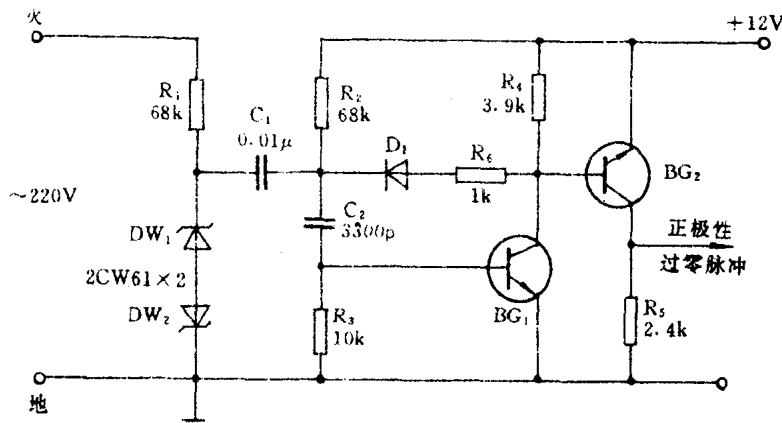 火
+12V
R₁
68k
C₁
0.01μ
R₂
68k
R₄
3.9k
D₁
R₆
1k
BG₂
~220V
DW₁
C₂
3300p
正极性
过零脉冲
2CW61×2
DW₂
R₃
10k
BG₁
R₅
2.4k
地